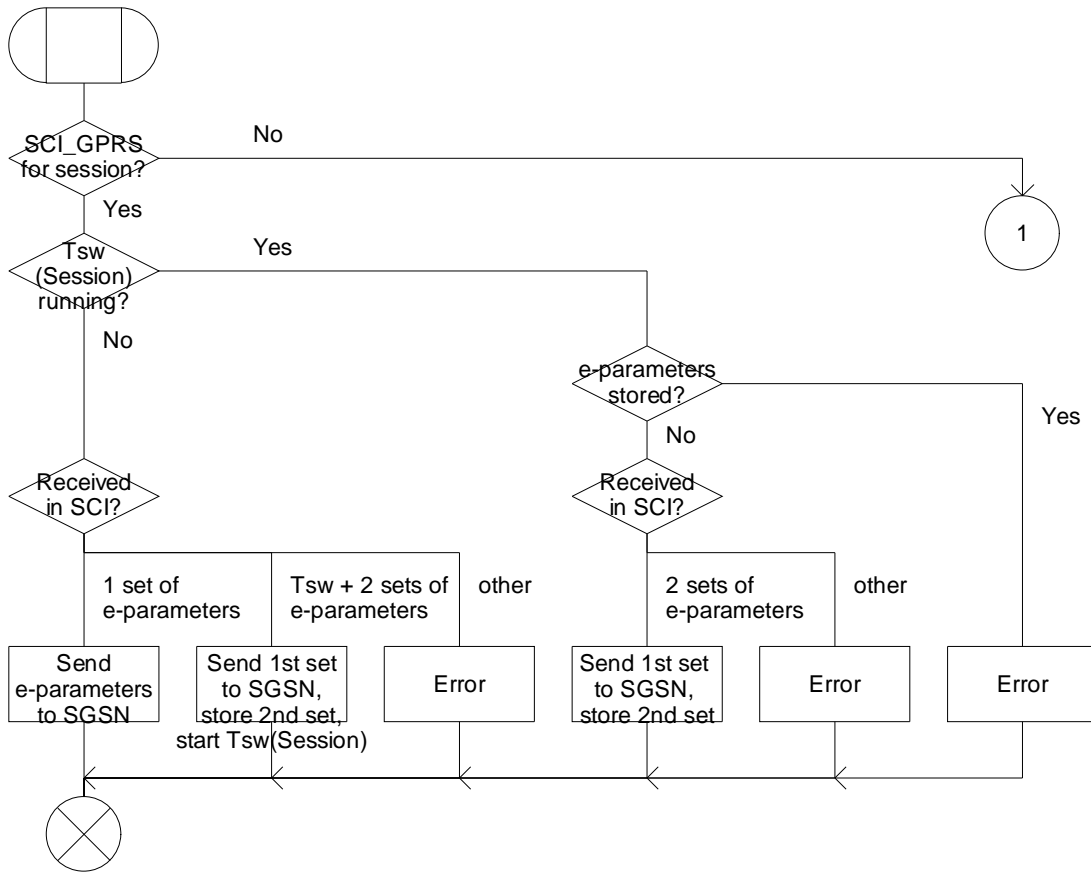 SCI_GPRS
for session?
No
Yes
1
Tsw
(Session)
running?
Yes
No
e-parameters
stored?
Yes
No
Received
in SCI?
Received
in SCI?
1 set of
e-parameters
Tsw + 2 sets of
e-parameters
other
2 sets of
e-parameters
other
Send
e-parameters
to SGSN
Send 1st set
to SGSN,
store 2nd set,
start Tsw(Session)
Error
Send 1st set
to SGSN,
store 2nd set
Error
Error